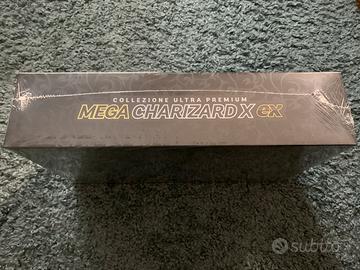 COLLEZIONE ULTRA PREMIUM
MEGA CHARIZARD X ex
subito